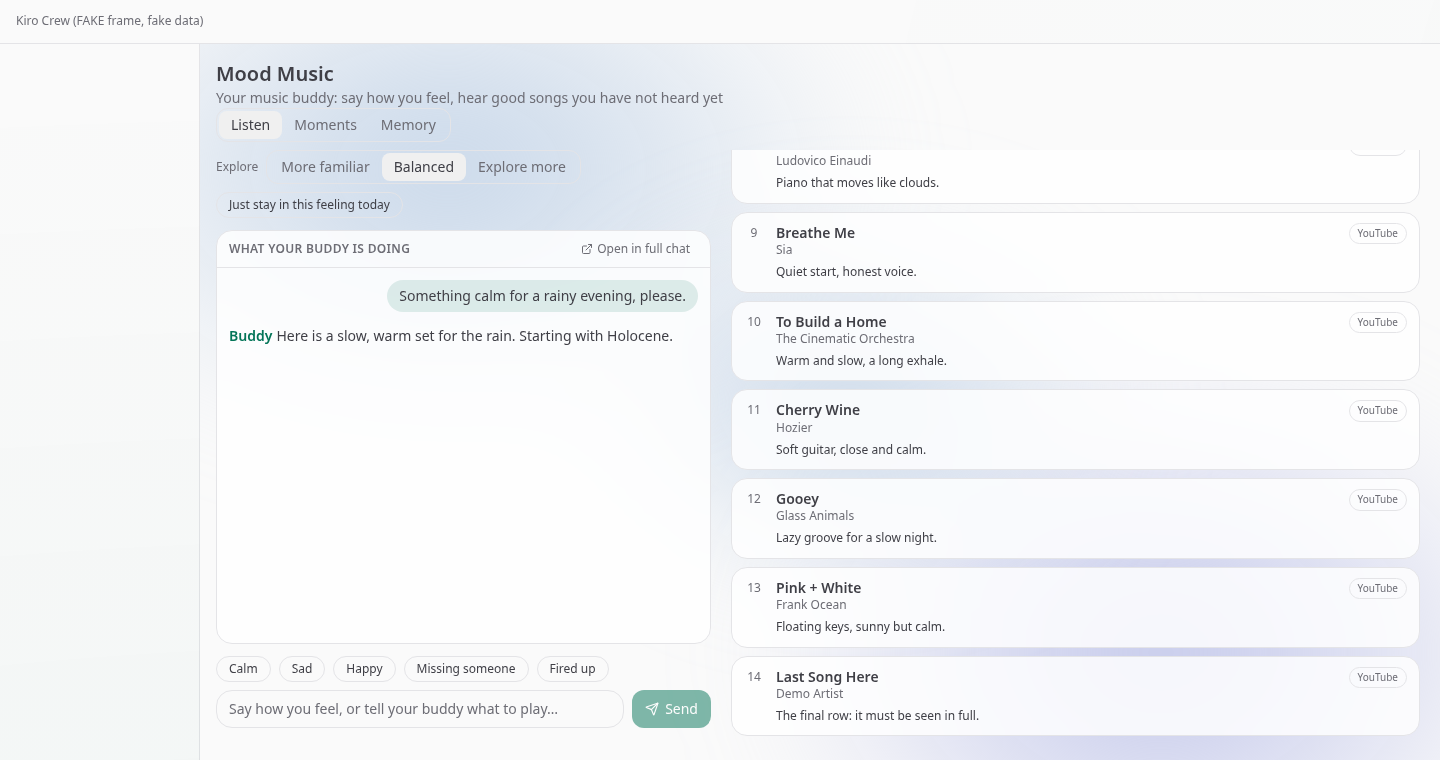 Kiro Crew (FAKE frame, fake data)
Mood Music
Your music buddy: say how you feel, hear good songs you have not heard yet
Listen Moments Memory
Explore More familiar Balanced Explore more
Just stay in this feeling today
WHAT YOUR BUDDY IS DOING Open in full chat
Something calm for a rainy evening, please.
Buddy Here is a slow, warm set for the rain. Starting with Holocene.
Calm Sad Happy Missing someone Fired up
Say how you feel, or tell your buddy what to play...
Send
Ludovico Einaudi
Piano that moves like clouds.
9 Breathe Me YouTube
Sia
Quiet start, honest voice.
10 To Build a Home YouTube
The Cinematic Orchestra
Warm and slow, a long exhale.
11 Cherry Wine YouTube
Hozier
Soft guitar, close and calm.
12 Gooey YouTube
Glass Animals
Lazy groove for a slow night.
13 Pink + White YouTube
Frank Ocean
Floating keys, sunny but calm.
14 Last Song Here YouTube
Demo Artist
The final row: it must be seen in full.